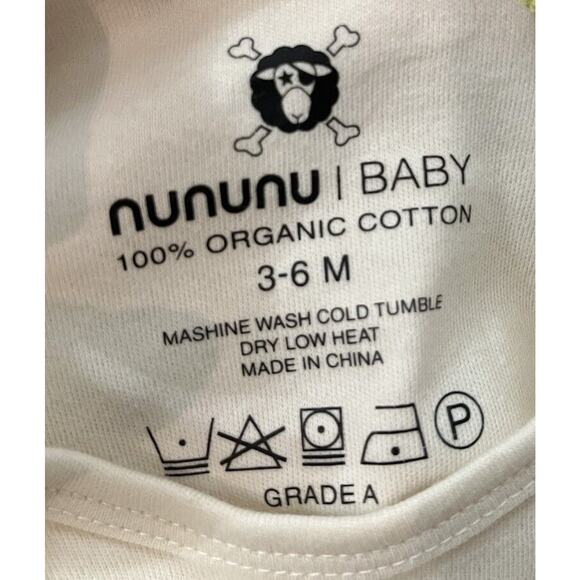 nununu | BABY
100% ORGANIC COTTON
3-6 M
MASHINE WASH COLD TUMBLE
DRY LOW HEAT
MADE IN CHINA
P
GRADE A